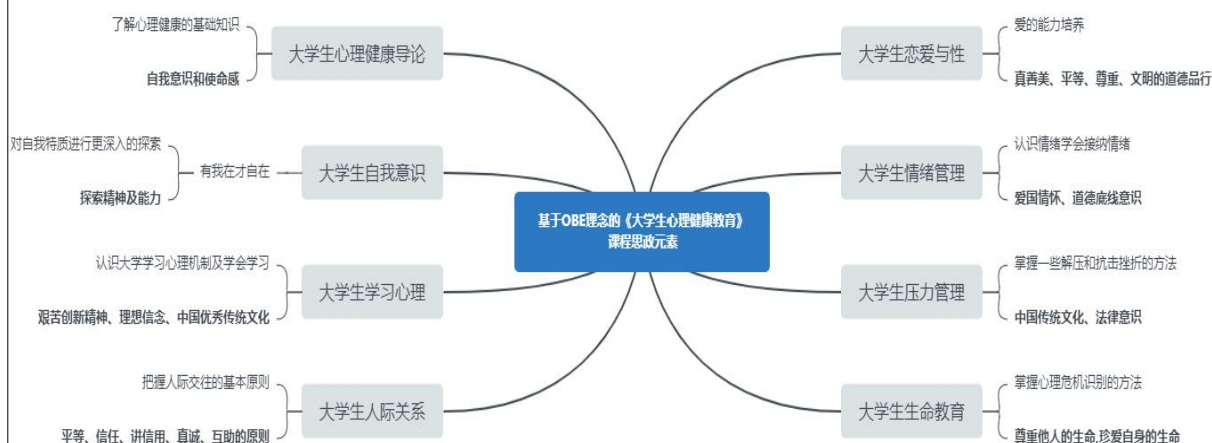 基于OBE理念的《大学生心理健康教育》
课程思政元素
大学生心理健康导论
了解心理健康的基础知识
自我意识和使命感
大学生自我意识
有我在才自在
对自我特质进行更深入的探索
探索精神及能力
大学生学习心理
认识大学学习心理机制及学会学习
艰苦创新精神、理想信念、中国优秀传统文化
大学生人际关系
把握人际交往的基本原则
平等、信任、讲信用、真诚、互助的原则
大学生恋爱与性
爱的能力培养
真善美、平等、尊重、文明的道德品行
大学生情绪管理
认识情绪学会接纳情绪
爱国情怀、道德底线意识
大学生压力管理
掌握一些解压和抗击挫折的方法
中国传统文化、法律意识
大学生生命教育
掌握心理危机识别的方法
尊重他人的生命,珍爱自身的生命